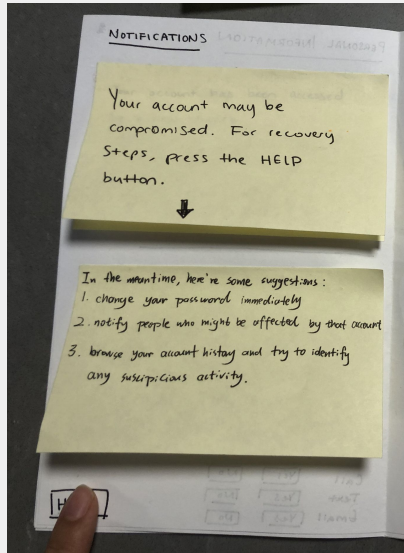 NOTIFICATIONS
Your account may be
compromised. For recovery
Steps, press the HELP
button.
In the meantime, here're some suggestions:
1. change your password immediately
2. notify people who might be affected by that account
3. browse your account history and try to identify
any suscipicious activity.